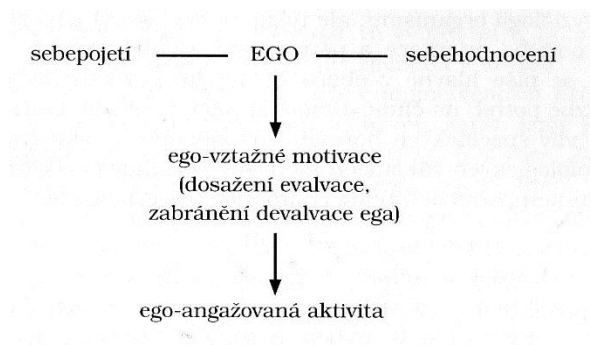 sebepojetí EGO sebehodnocení
ego-vztažné motivace
(dosažení evalvace,
zabránění devalvace ega)
ego-angažovaná aktivita